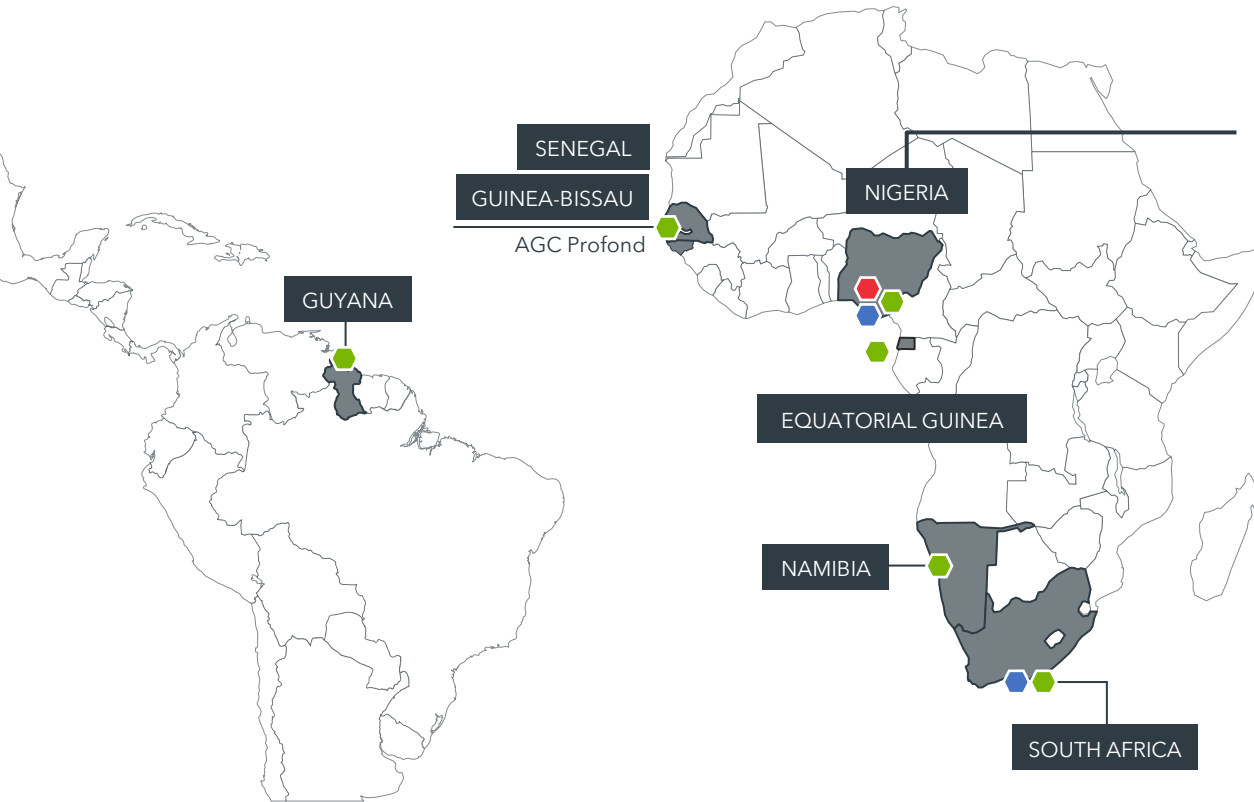 SENEGAL
GUINEA-BISSAU
AGC Profond
NIGERIA
GUYANA
EQUATORIAL GUINEA
NAMIBIA
SOUTH AFRICA